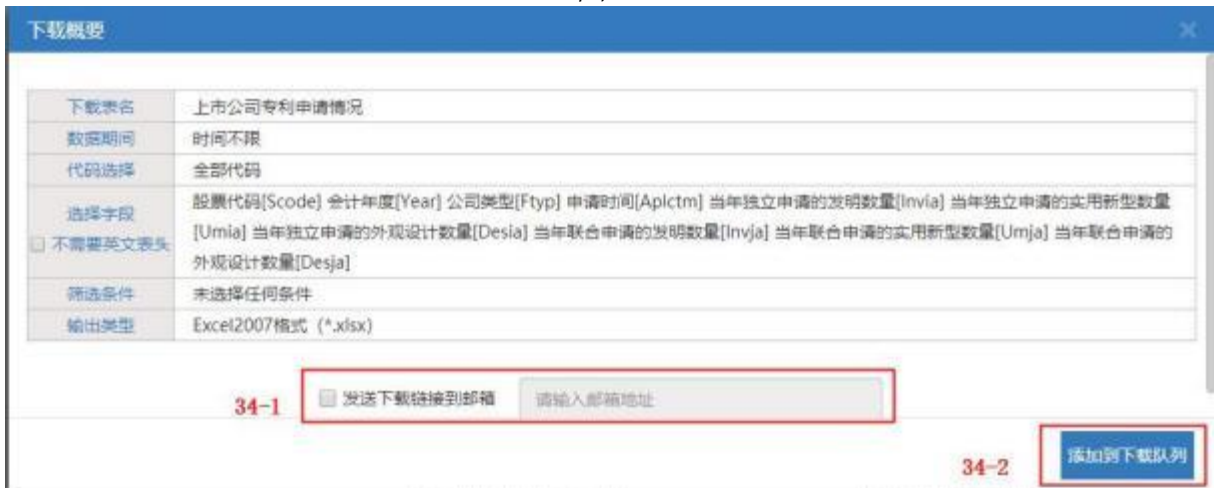 下载概要
下载表名 上市公司专利申请情况
数据期间 时间不限
代码选择 全部代码
选择字段 股票代码[Scode] 会计年度[Year] 公司类型[Ftyp] 申请时间[Aplctm] 当年独立申请的发明数量[Invia] 当年独立申请的实用新型数量
不需要英文表头 [Umia] 当年独立申请的外观设计数量[Desia] 当年联合申请的发明数量[Invja] 当年联合申请的实用新型数量[Umja] 当年联合申请的
外观设计数量[Desja]
筛选条件 未选择任何条件
输出类型 Excel2007格式 (*.xlsx)
34-1 发送下载链接到邮箱 请输入邮箱地址
34-2 添加到下载队列